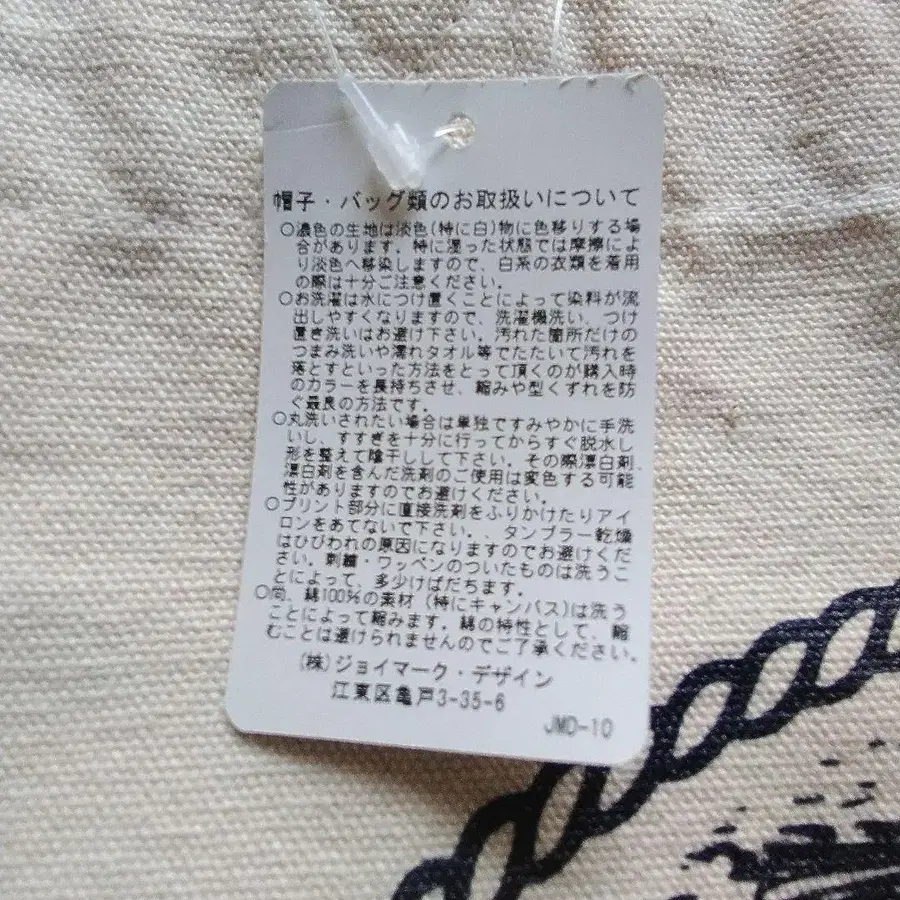 帽子・バッグ類のお取扱いについて
○濃色の生地は淡色(特に白)物に色移りする場
合があります。特に湿った状態では摩擦によ
り淡色へ移染しますので、白系の衣類を着用
の際は十分ご注意ください。
○お洗濯は水につけ置くことによって染料が流
出しやすくなりますので、洗濯機洗い、つけ
置き洗いはお避け下さい。汚れた箇所だけの
つまみ洗いや濡れタオル等でたたいて汚れを
落とすといった方法をとって頂くのが購入時
のカラーを長持ちさせ、縮みや型くずれを防
ぐ最良の方法です。
○丸洗いされたい場合は単独ですみやかに手洗
いし、すすぎを十分に行ってからすぐ脱水し
形を整えて陰干しして下さい。その際漂白剤、
漂白剤を含んだ洗剤のご使用は変色する可能
性がありますのでお避けください。
○プリント部分に直接洗剤をふりかけたりアイ
ロンをあてないで下さい。、タンブラー乾燥
はひびわれの原因になりますのでお避けくだ
さい。刺繍・ワッペンのついたものは洗うこ
とによって、多少けばだちます。
○尚、綿100%の素材(特にキャンバス)は洗う
ことによって縮みます。綿の特性として、縮
むことは避けられませんのでご了承ください。
(株)ジョイマーク・デザイン
江東区亀戸3-35-6
JMD-10